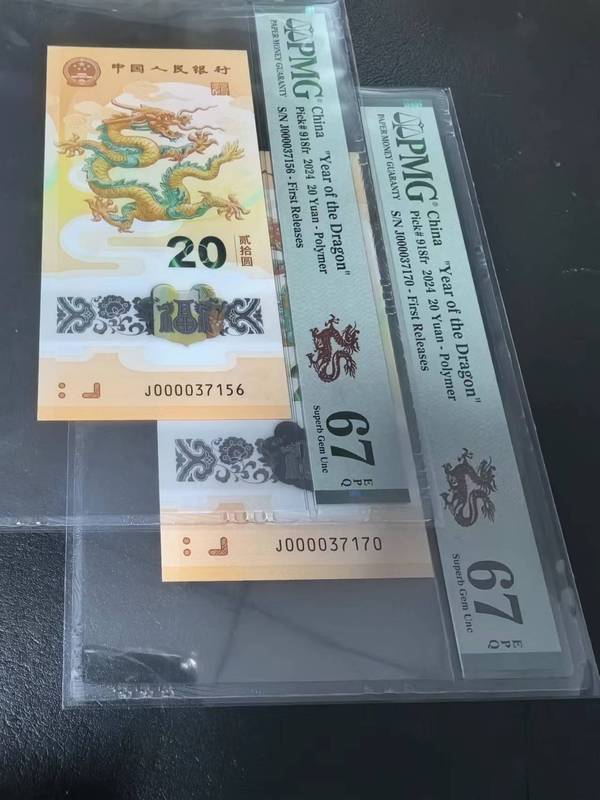 中国人民银行
20
贰拾圆
J000037156
PMG®
PAPER MONEY GUARANTY
China
"Year of the Dragon"
Pick# 918fr 2024 20 Yuan - Polymer
S/N J000037156 - First Releases
67
EPQ
Superb Gem Unc
J000037170
PMG®
PAPER MONEY GUARANTY
China
"Year of the Dragon"
Pick# 918fr 2024 20 Yuan - Polymer
S/N J000037170 - First Releases
67
EPQ
Superb Gem Unc